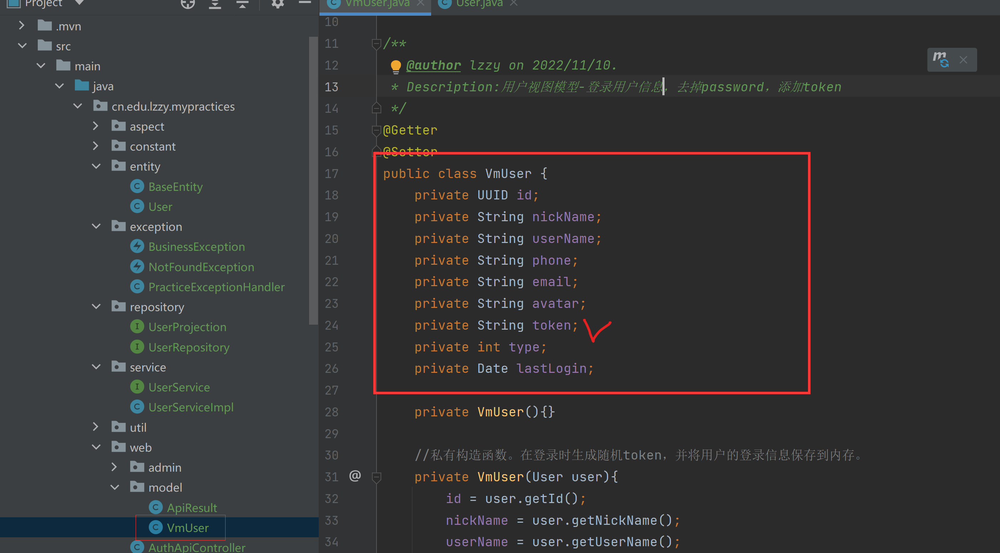 Project
.mvn
src
main
java
cn.edu.lzzy.mypractices
aspect
constant
entity
BaseEntity
User
exception
BusinessException
NotFoundException
PracticeExceptionHandler
repository
UserProjection
UserRepository
service
UserService
UserServiceImpl
util
web
admin
model
ApiResult
VmUser
AuthApiController
VmUser.java
User.java
10
11 /**
12 @author lzzy on 2022/11/10.
13 * Description:用户视图模型-登录用户信息，去掉password，添加token
14 */
15 @Getter
16 @Setter
17 public class VmUser {
18 private UUID id;
19 private String nickName;
20 private String userName;
21 private String phone;
22 private String email;
23 private String avatar;
24 private String token;
25 private int type;
26 private Date lastLogin;
27
28 private VmUser(){}
29
30 //私有构造函数。在登录时生成随机token，并将用户的登录信息保存到内存。
31 @ private VmUser(User user){
32 id = user.getId();
33 nickName = user.getNickName();
34 userName = user.getUserName();